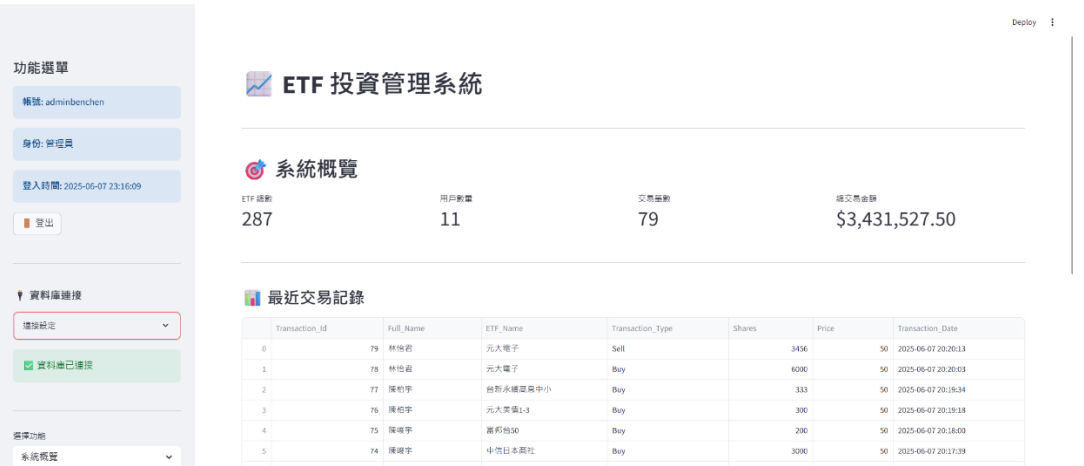 Deploy
功能選單
帳號: adminbenchen
身份: 管理員
登入時間: 2025-06-07 23:16:09
登出
資料庫連接
連接設定
資料庫已連接
選擇功能
系統概覽
ETF 投資管理系統
系統概覽
ETF 總數 用戶數量 交易筆數 總交易金額
287 11 79 $3,431,527.50
最近交易記錄
Transaction_Id Full_Name ETF_Name Transaction_Type Shares Price Transaction_Date
0 79 林怡君 元大電子 Sell 3456 50 2025-06-07 20:20:13
1 78 林怡君 元大電子 Buy 6000 50 2025-06-07 20:20:03
2 77 陳柏宇 台新永續高息中小 Buy 333 50 2025-06-07 20:19:34
3 76 陳柏宇 元大美債1-3 Buy 300 50 2025-06-07 20:19:18
4 75 陳 宇 富邦台50 Buy 200 50 2025-06-07 20:18:00
5 74 陳 宇 中信日本商社 Buy 3000 50 2025-06-07 20:17:39